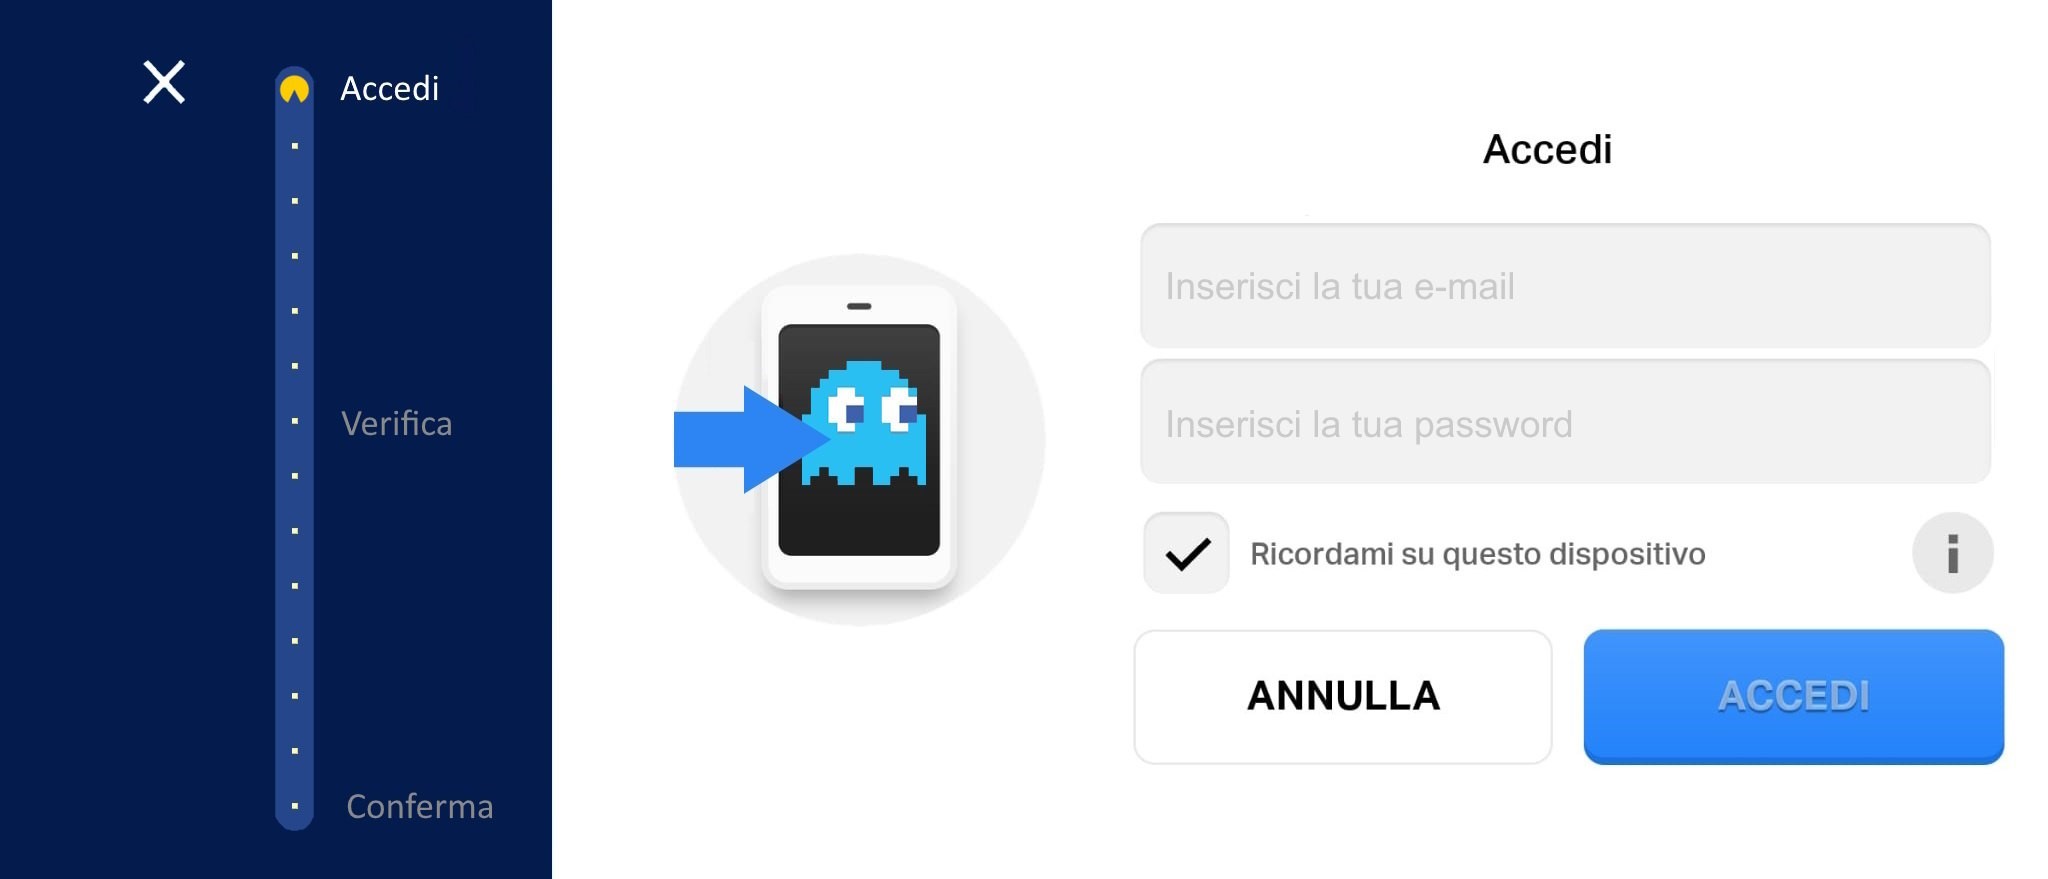 Accedi
Verifica
Conferma
Accedi
Inserisci la tua e-mail
Inserisci la tua password
Ricordami su questo dispositivo
ANNULLA
ACCEDI